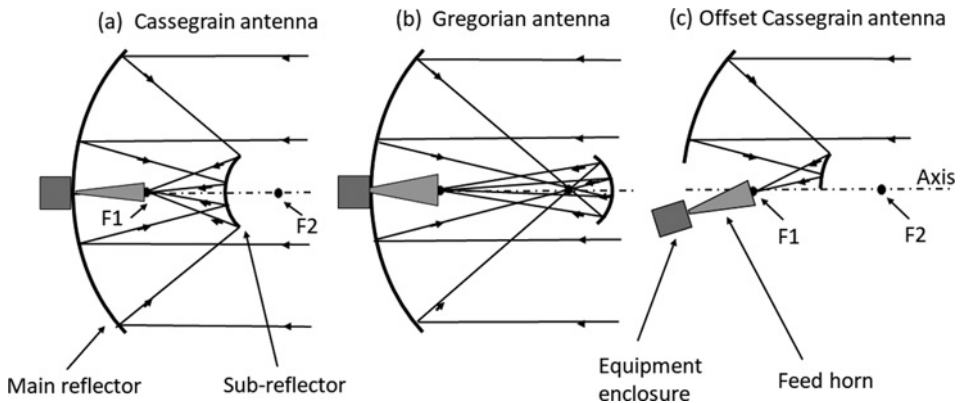 (a) Cassegrain antenna
(b) Gregorian antenna
(c) Offset Cassegrain antenna
F1
F2
Axis
F1
F2
Main reflector
Sub-reflector
Equipment
enclosure
Feed horn